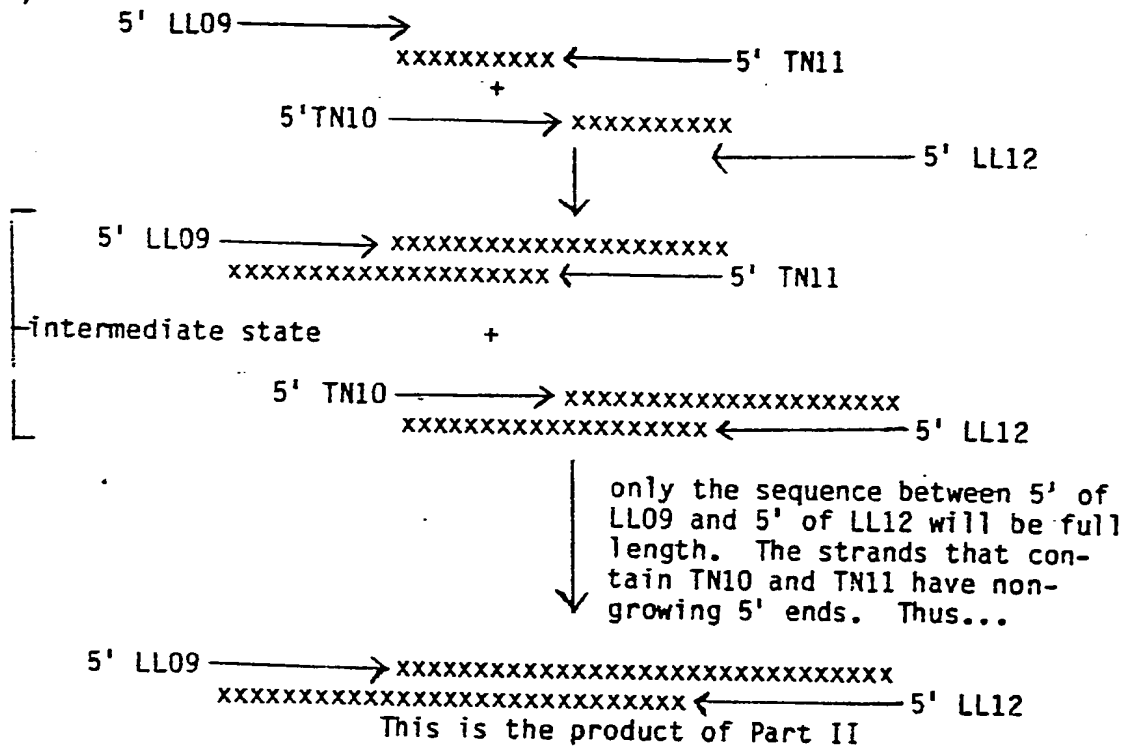 5' LL09
xxxxxxxxxx 5' TN11
+
5'TN10 xxxxxxxxxx
5' LL12
5' LL09 xxxxxxxxxxxxxxxxxxxxxx
xxxxxxxxxxxxxxxxxxxx 5' TN11
intermediate state +
5' TN10 xxxxxxxxxxxxxxxxxxxxx
xxxxxxxxxxxxxxxxxxx 5' LL12
only the sequence between 5' of
LL09 and 5' of LL12 will be full
length. The strands that con-
tain TN10 and TN11 have non-
growing 5' ends. Thus...
5' LL09 xxxxxxxxxxxxxxxxxxxxxxxxxxxxxxxx
xxxxxxxxxxxxxxxxxxxxxxxxxxxxxx 5' LL12
This is the product of Part II